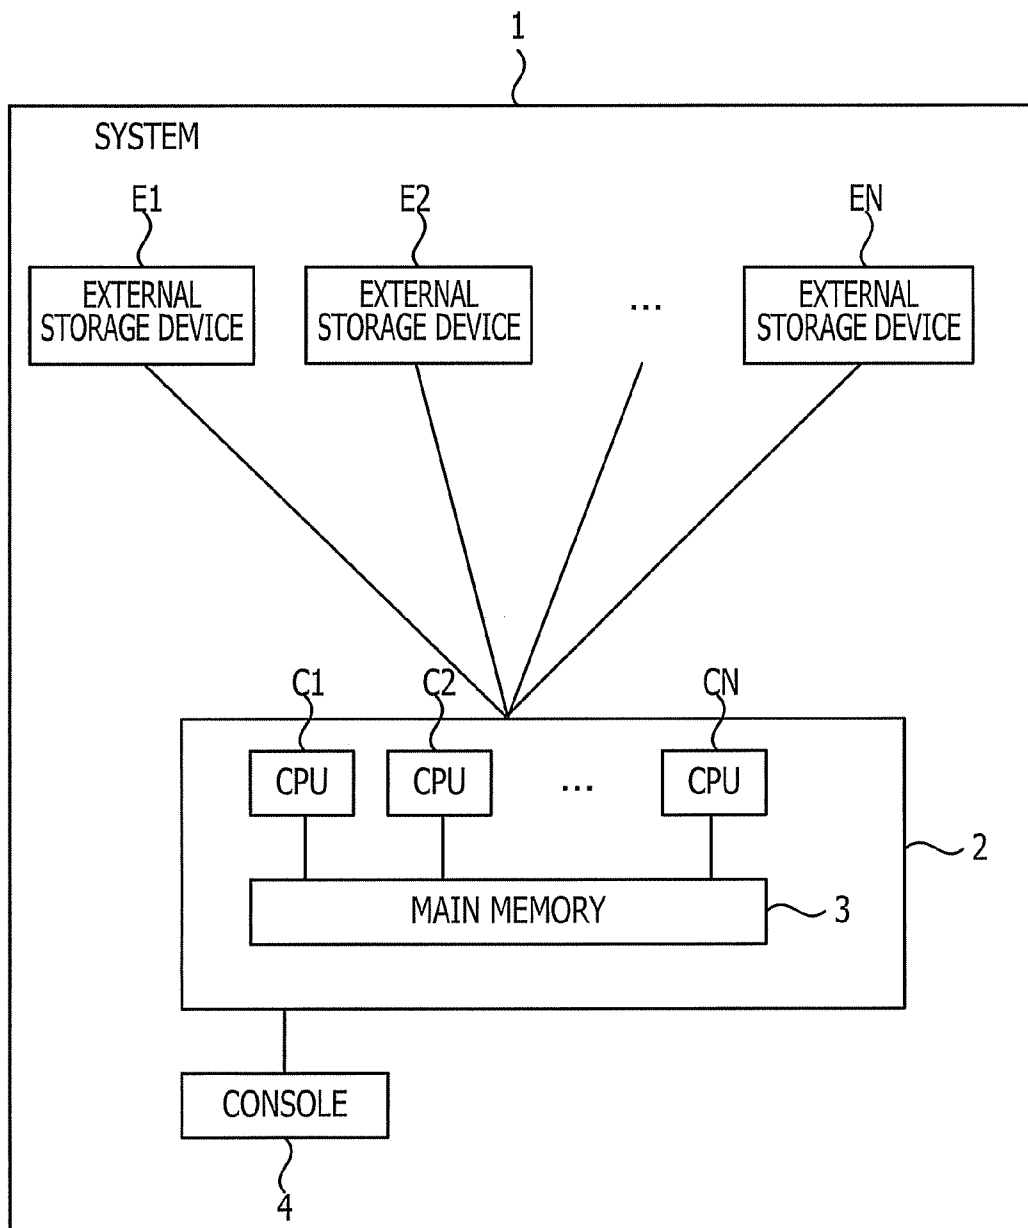 1
SYSTEM
E1
E2
EN
EXTERNAL
STORAGE DEVICE
EXTERNAL
STORAGE DEVICE
...
EXTERNAL
STORAGE DEVICE
C1
C2
CN
CPU
CPU
...
CPU
2
MAIN MEMORY
3
CONSOLE
4